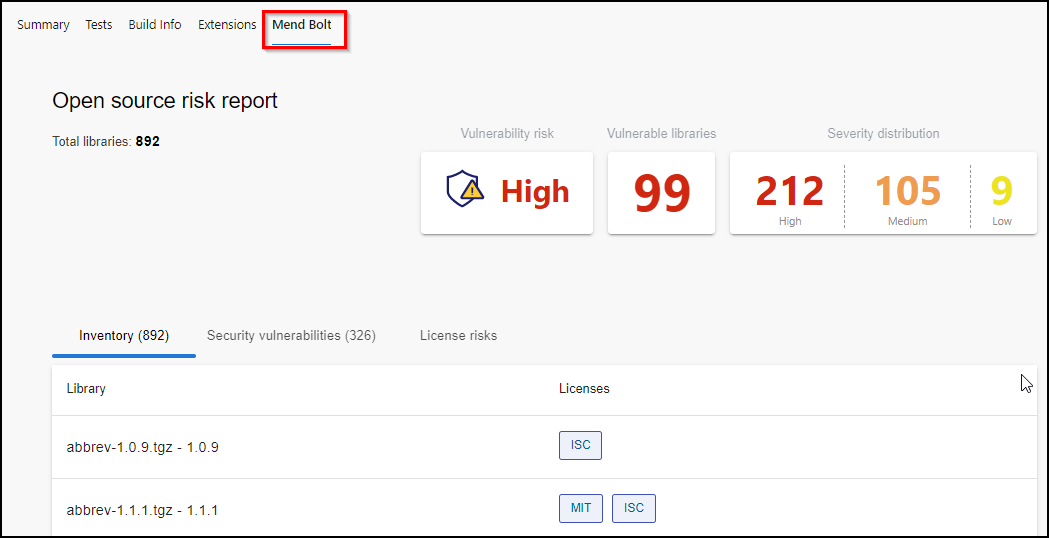 Summary Tests Build Info Extensions Mend Bolt
Open source risk report
Total libraries: 892
Vulnerability risk Vulnerable libraries Severity distribution
High 99 212 105 9
High Medium Low
Inventory (892) Security vulnerabilities (326) License risks
Library Licenses
abbrev-1.0.9.tgz - 1.0.9 ISC
abbrev-1.1.1.tgz - 1.1.1 MIT ISC